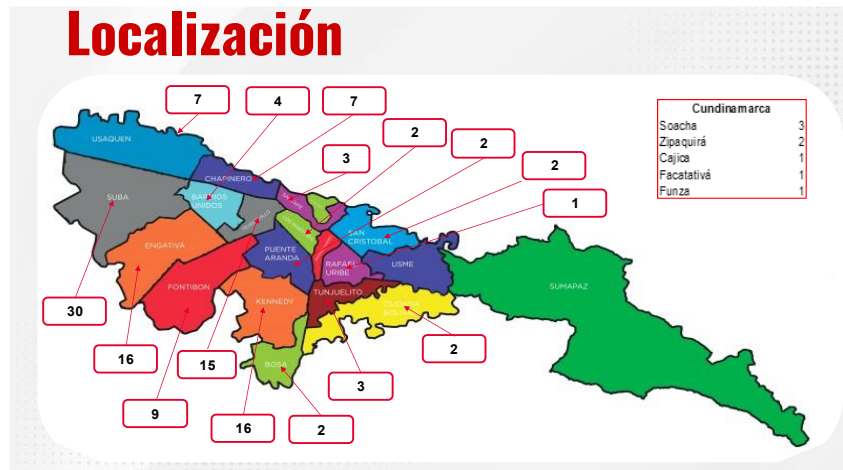 Localización
7
4
7
2
2
3
2
1
Cundinamarca
Soacha 3
Zipaquirá 2
Cajica 1
Facatativá 1
Funza 1
USAQUEN
CHAPINERO
SUBA
BARRIOS
UNIDOS
SAN
CRISTOBAL
ENGATIVÁ
PUENTE
ARANDA
RAFAEL
URIBE
USME
FONTIBON
TUNJUELITO
SUMAPAZ
KENNEDY
BOSA
30
16
15
2
3
9
16
2